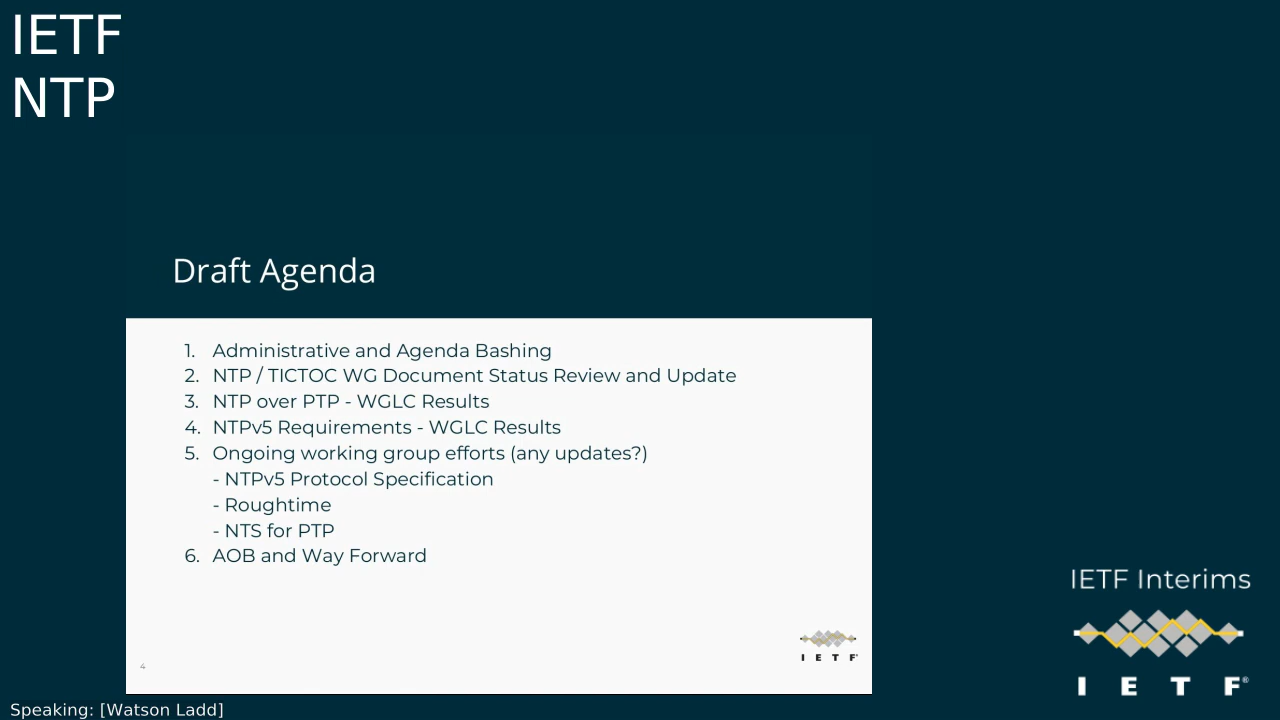 IETF
NTP
Draft Agenda
1. Administrative and Agenda Bashing
2. NTP / TICTOC WG Document Status Review and Update
3. NTP over PTP - WGLC Results
4. NTPv5 Requirements - WGLC Results
5. Ongoing working group efforts (any updates?)
- NTPv5 Protocol Specification
- Roughtime
- NTS for PTP
6. AOB and Way Forward
IETF Interims
I E T F®
4
I E T F®
Speaking: [Watson Ladd]